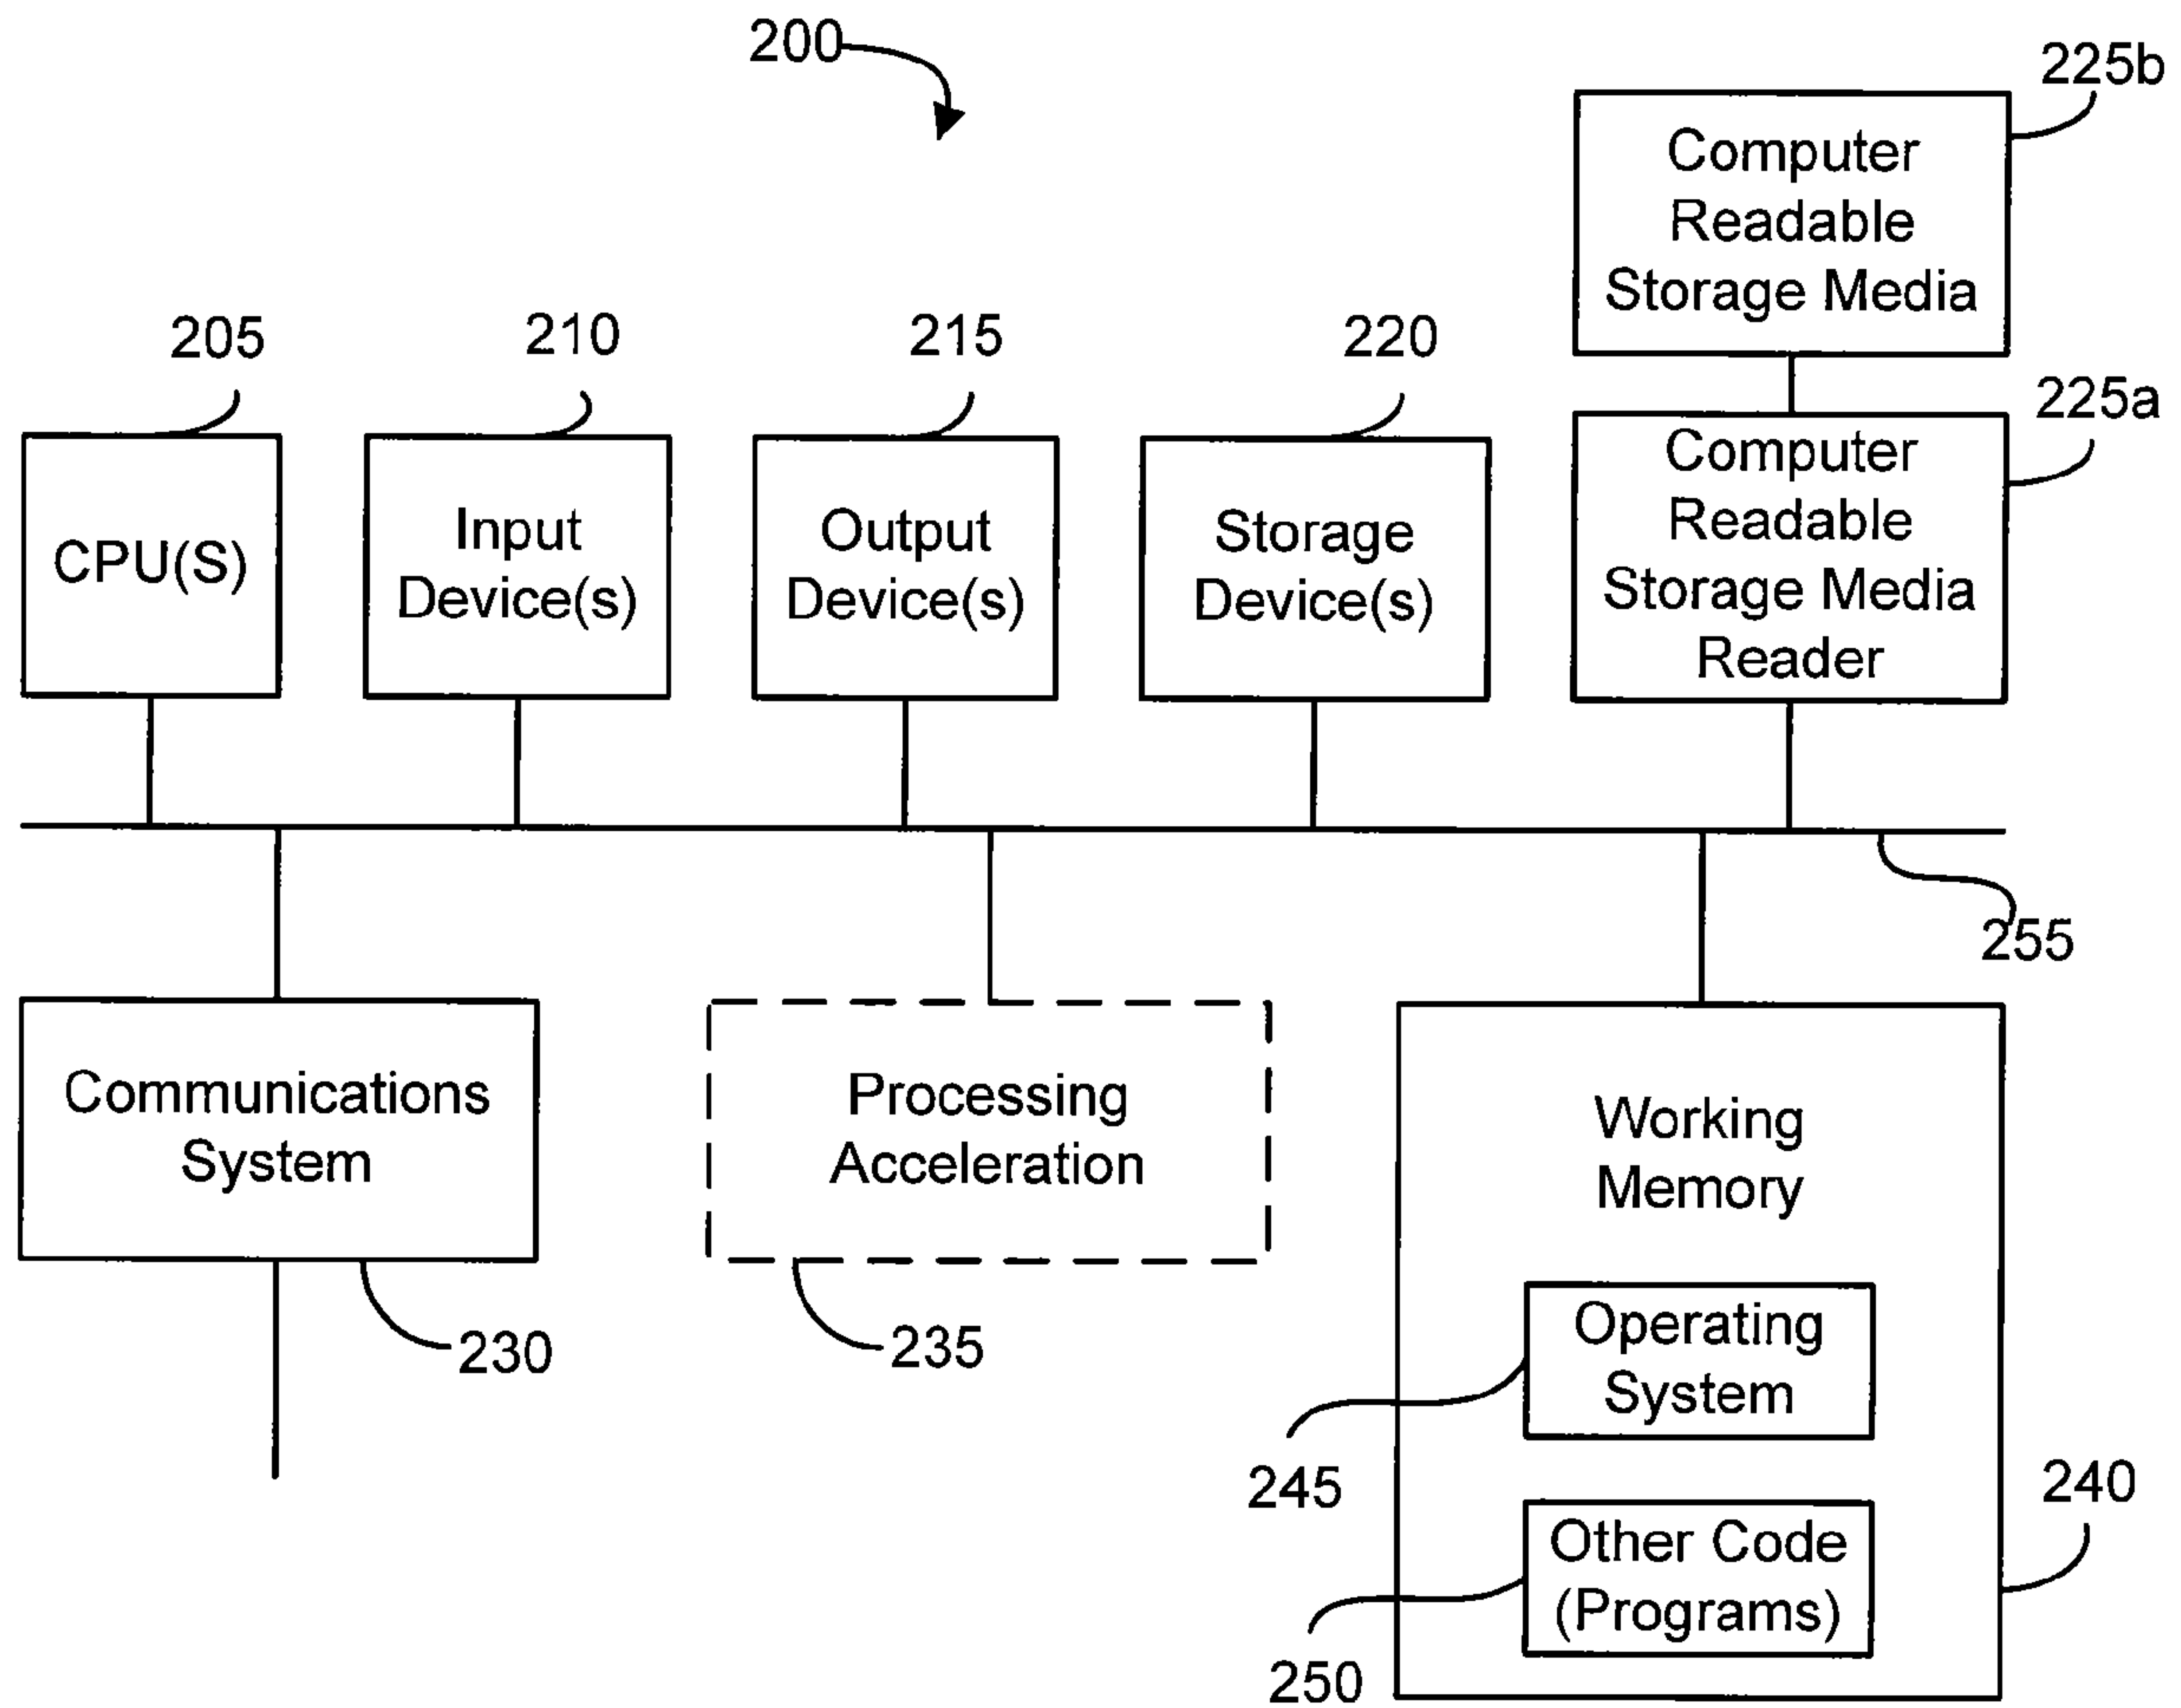 200
225b
Computer
Readable
Storage Media
205
210
215
220
225a
CPU(S)
Input
Device(s)
Output
Device(s)
Storage
Device(s)
Computer
Readable
Storage Media
Reader
255
Communications
System
230
Processing
Acceleration
235
Working
Memory
Operating
System
245
240
Other Code
(Programs)
250